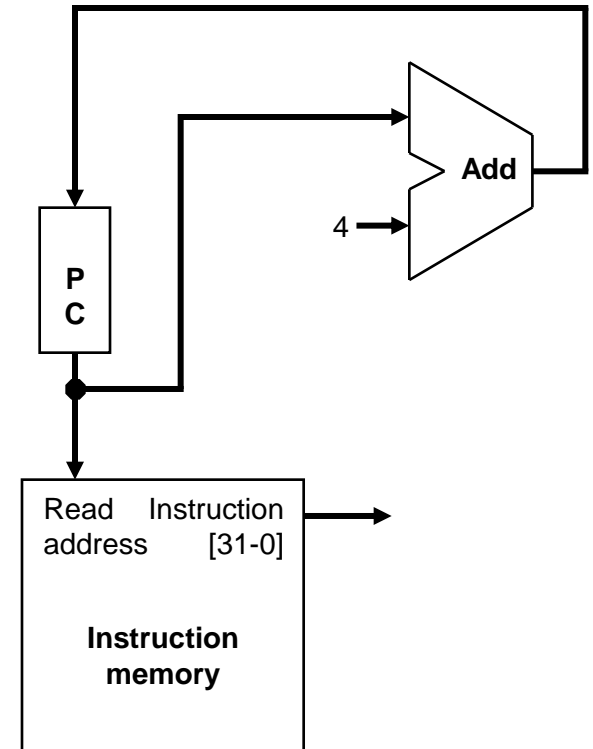 Add
4
P
C
Read Instruction
address [31-0]
Instruction
memory